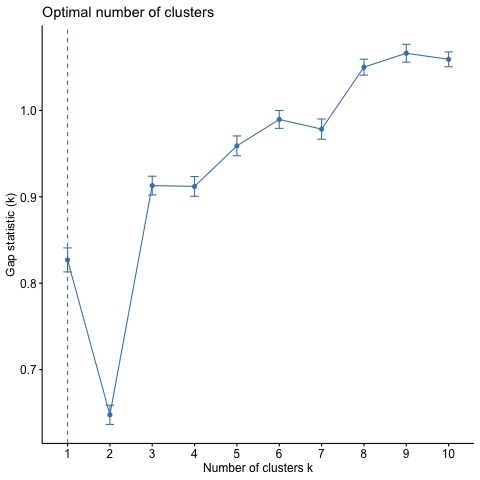 Optimal number of clusters
Gap statistic (k)
1.0
0.9
0.8
0.7
1 2 3 4 5 6 7 8 9 10
Number of clusters k